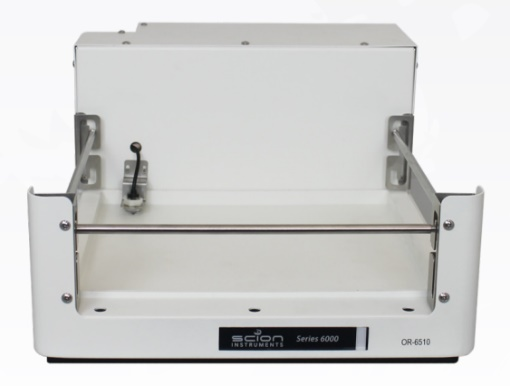 SCION
INSTRUMENTS
Series 6000
OR-6510